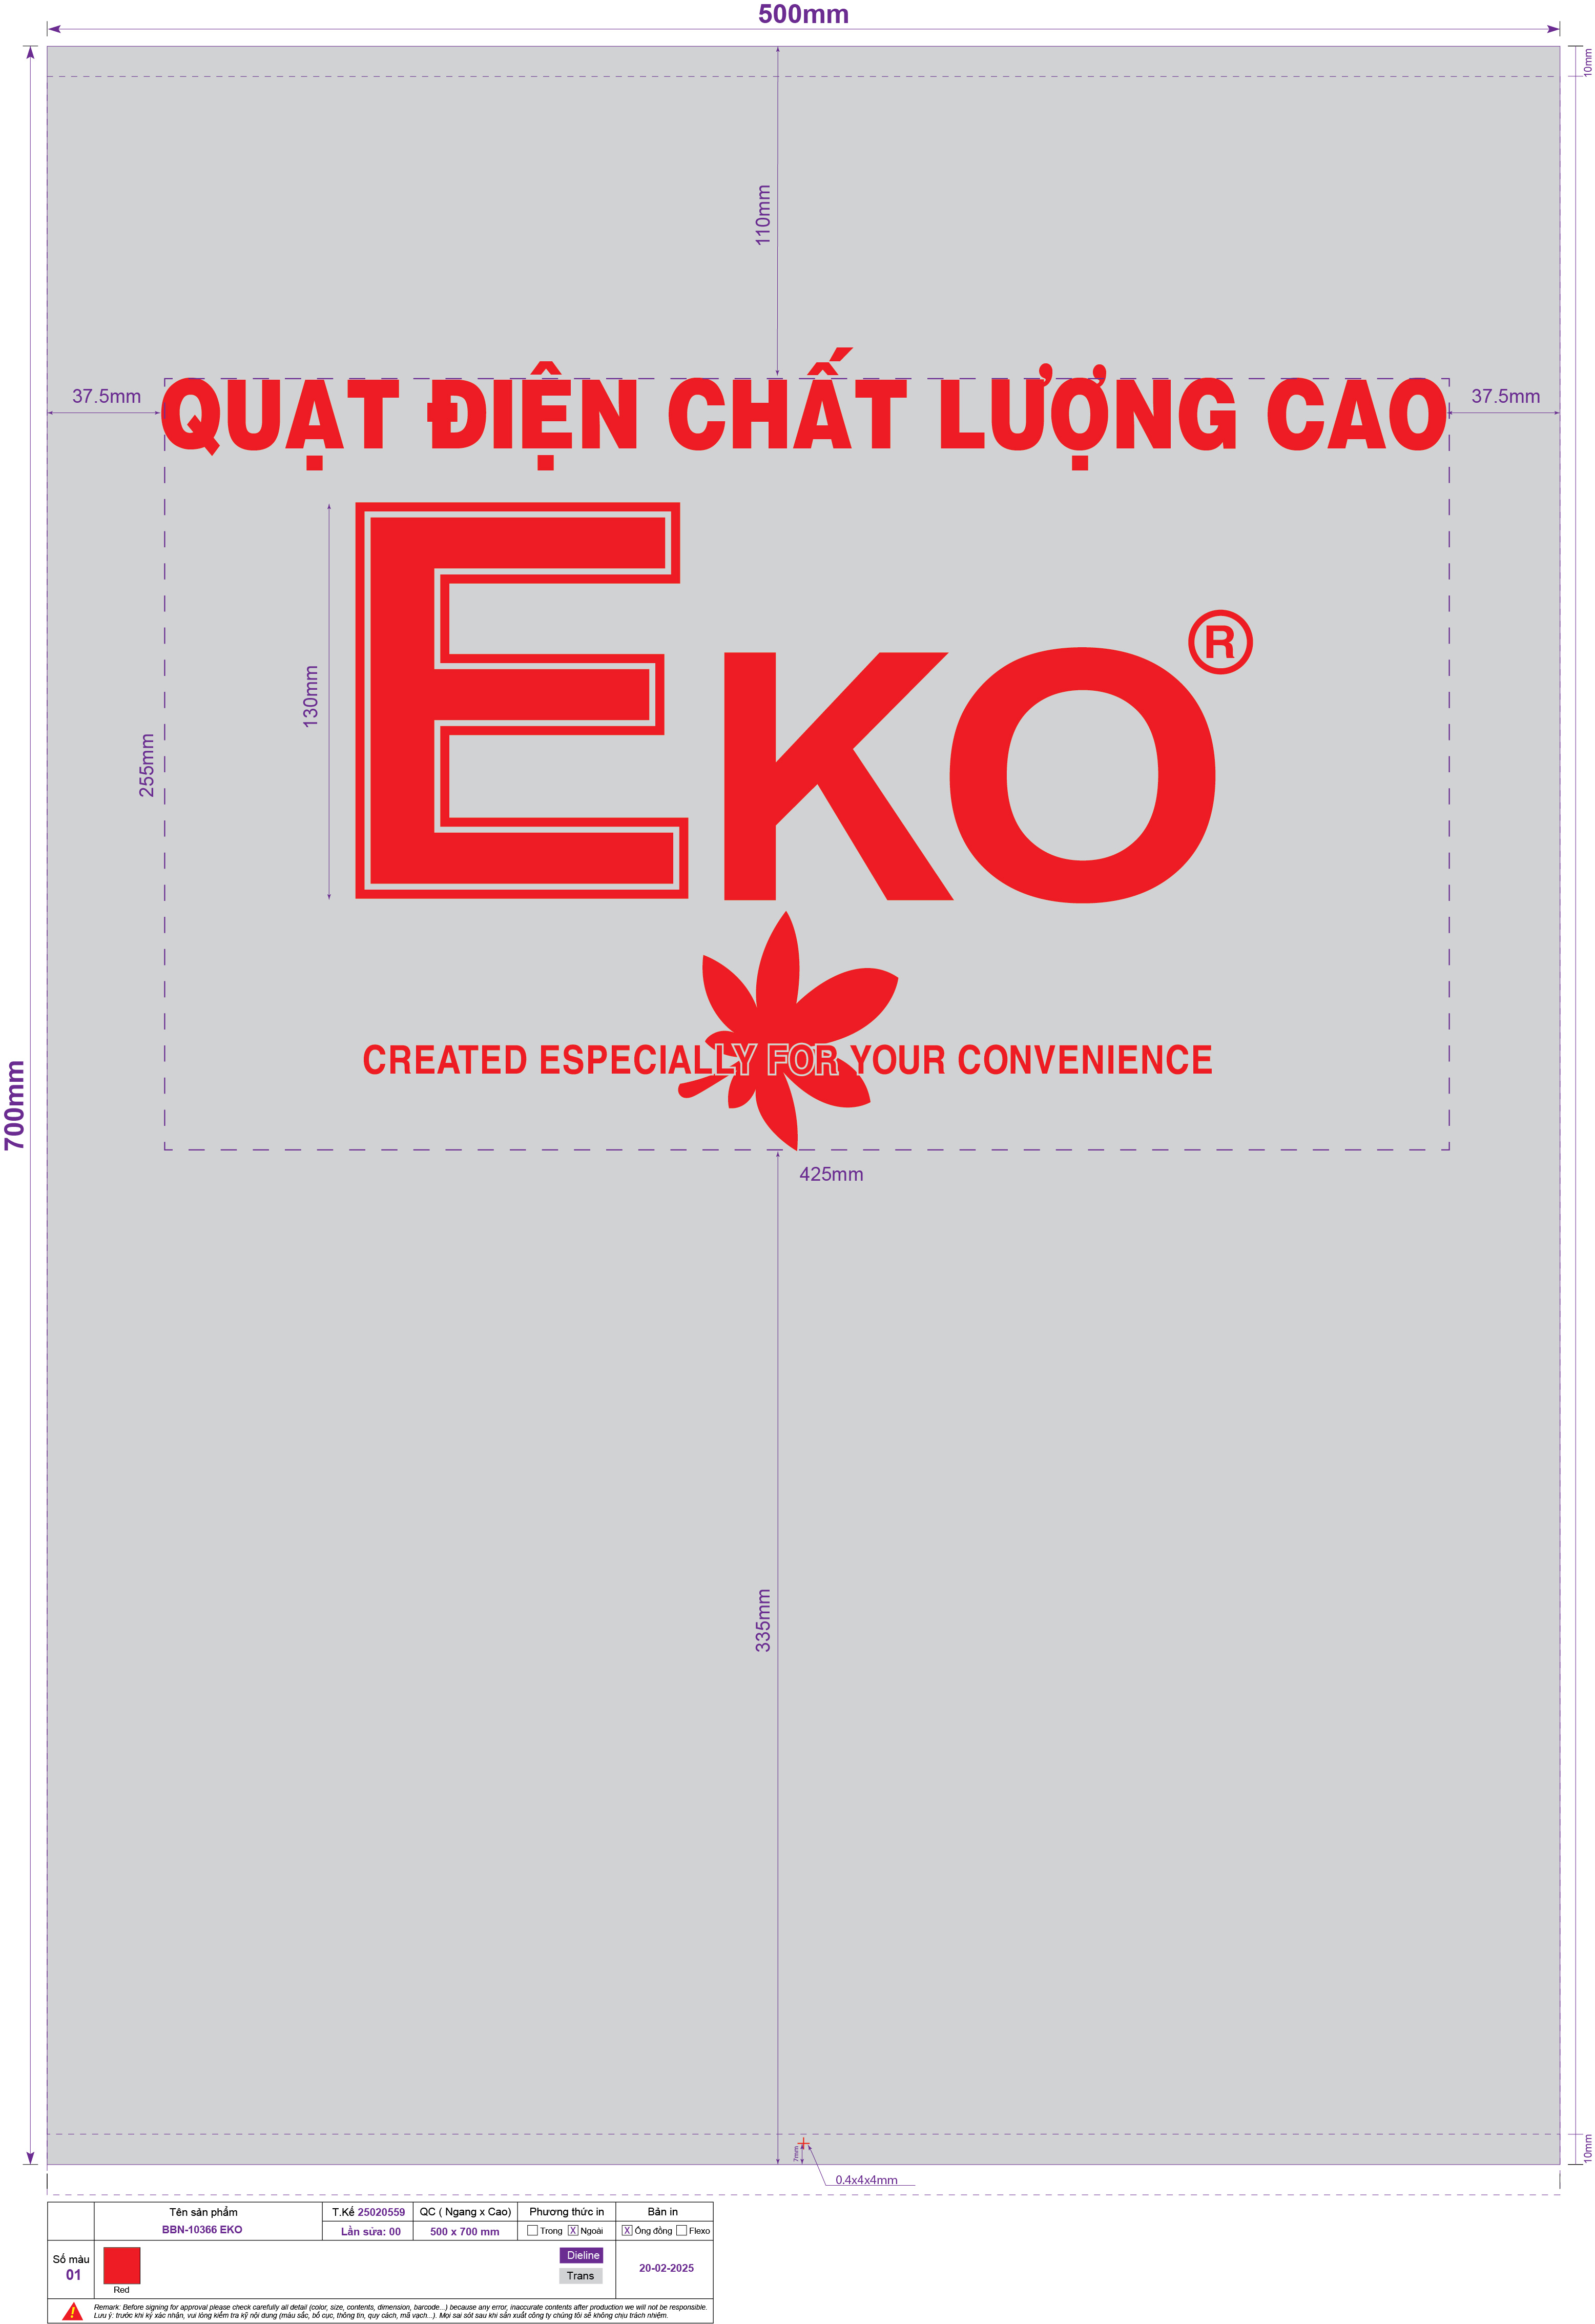 500mm
10mm
110mm
QUẠT ĐIỆN CHẤT LƯỢNG CAO
37.5mm
37.5mm
EKO®
130mm
255mm
CREATED ESPECIALLY FOR YOUR CONVENIENCE
425mm
700mm
335mm
7mm
10mm
0.4x4x4mm
Tên sản phẩm
BBN-10366 EKO
T.Kế 25020559
Lần sửa: 00
QC ( Ngang x Cao)
500 x 700 mm
Phương thức in
Trong X Ngoài
Bản in
X Ống đồng Flexo
Số màu
01
Red
Dieline
Trans
20-02-2025
Remark: Before signing for approval please check carefully all detail (color, size, contents, dimension, barcode...) because any error, inaccurate contents after production we will not be responsible.
Lưu ý: trước khi ký xác nhận, vui lòng kiểm tra kỹ nội dung (màu sắc, bố cục, thông tin, quy cách, mã vạch...). Mọi sai sót sau khi sản xuất công ty chúng tôi sẽ không chịu trách nhiệm.